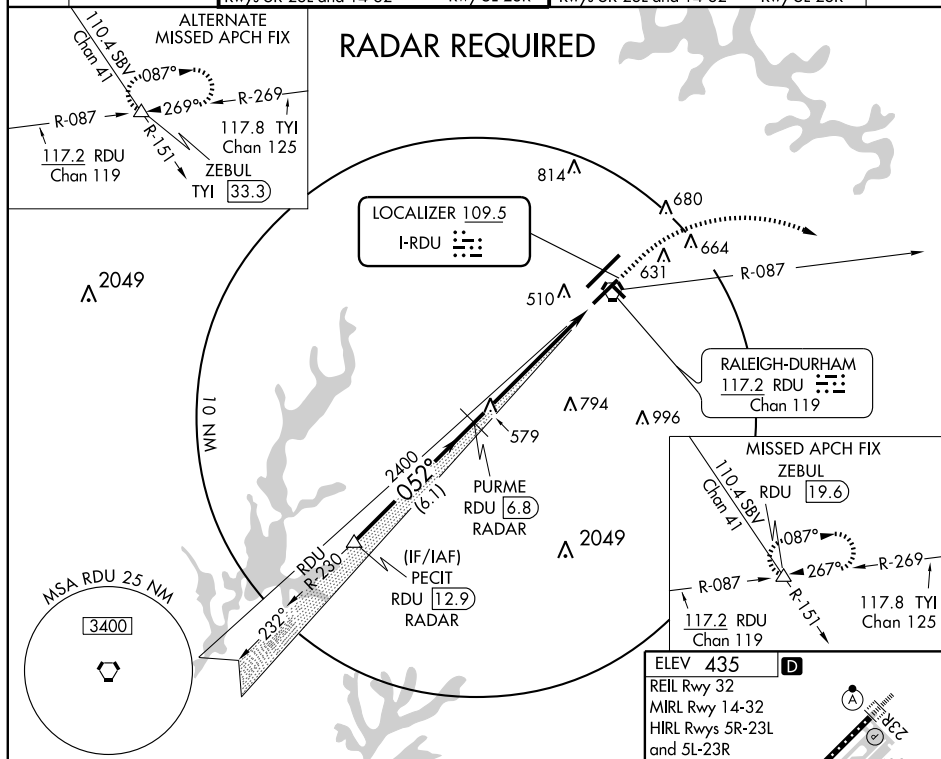 ALTERNATE
MISSED APCH FIX
110.4 SBV
Chan 41
087°
269°
R-269
R-087
R-151
117.2 RDU
Chan 119
117.8 TYI
Chan 125
ZEBUL
TYI 33.3
RADAR REQUIRED
814
680
664
631
LOCALIZER 109.5
I-RDU
2049
510
R-087
RALEIGH-DURHAM
117.2 RDU
Chan 119
794
996
579
10 NM
2400
052°
(6.1)
PURME
RDU 6.8
RADAR
(IF/IAF)
PECIT
RDU 12.9
RADAR
RDU
R-230
232°
2049
MISSED APCH FIX
ZEBUL
RDU 19.6
110.4 SBV
Chan 41
087°
267°
R-269
R-087
R-151
117.2 RDU
Chan 119
117.8 TYI
Chan 125
MSA RDU 25 NM
3400
ELEV 435 D
REIL Rwy 32
MIRL Rwy 14-32
HIRL Rwys 5R-23L
and 5L-23R
A
23R
P